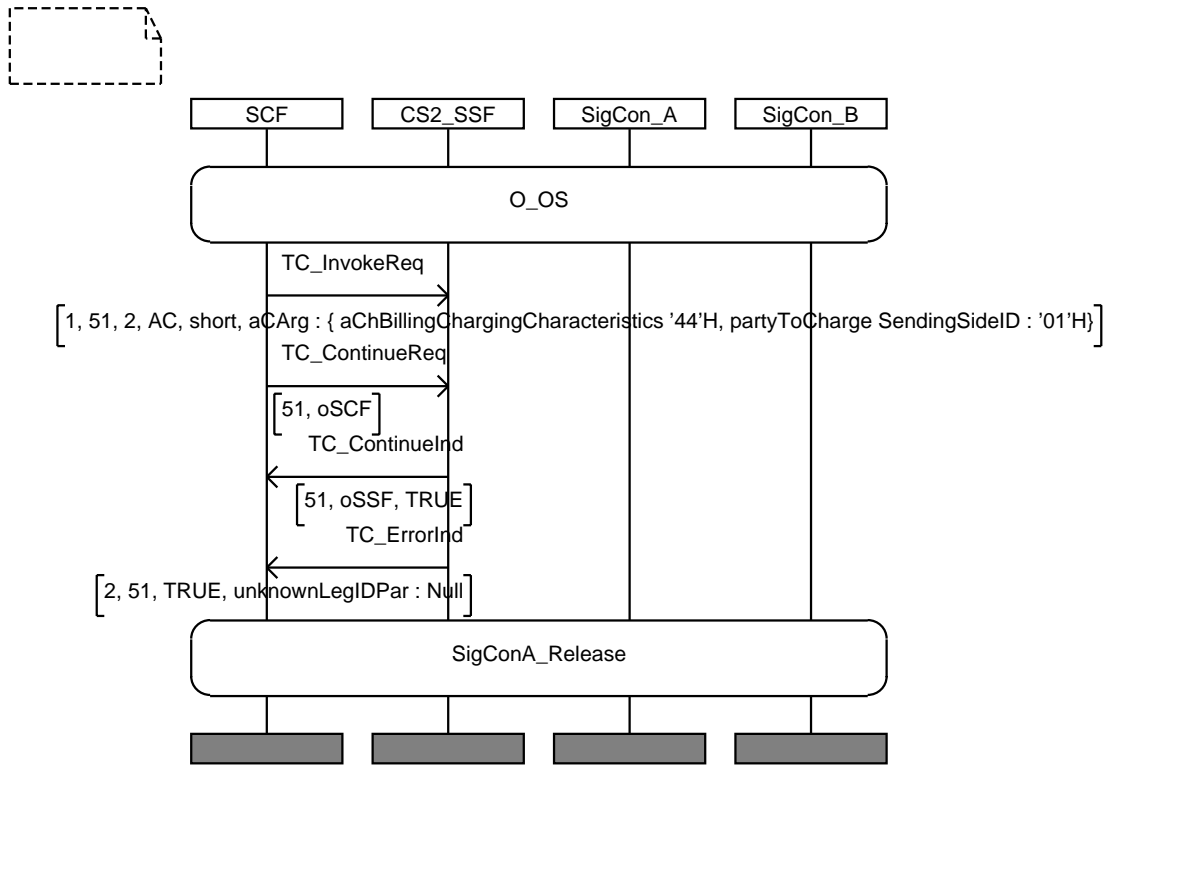 SCF
CS2_SSF
SigCon_A
SigCon_B
O_OS
TC_InvokeReq
1, 51, 2, AC, short, aCArg : { aChBillingChargingCharacteristics '44'H, partyToCharge SendingSideID : '01'H}
TC_ContinueReq
51, oSCF
TC_ContinueInd
51, oSSF, TRUE
TC_ErrorInd
2, 51, TRUE, unknownLegIDPar : Null
SigConA_Release